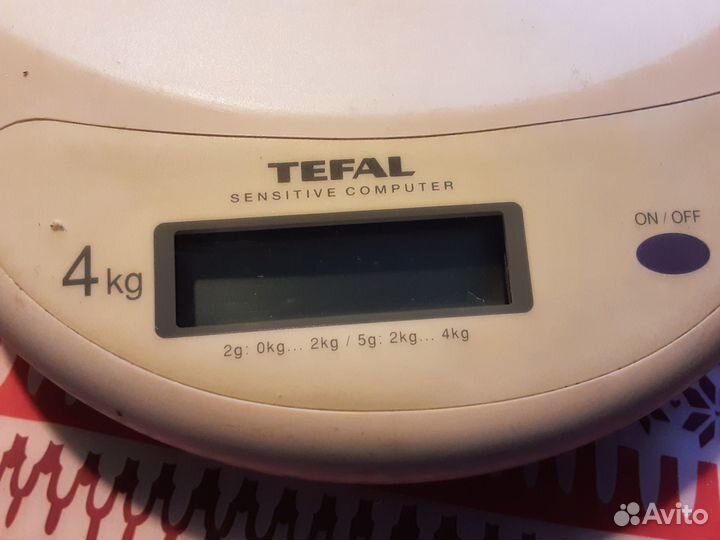 TEFAL
SENSITIVE COMPUTER
ON / OFF
4 kg
2g: 0kg... 2kg / 5g: 2kg... 4kg
Avito